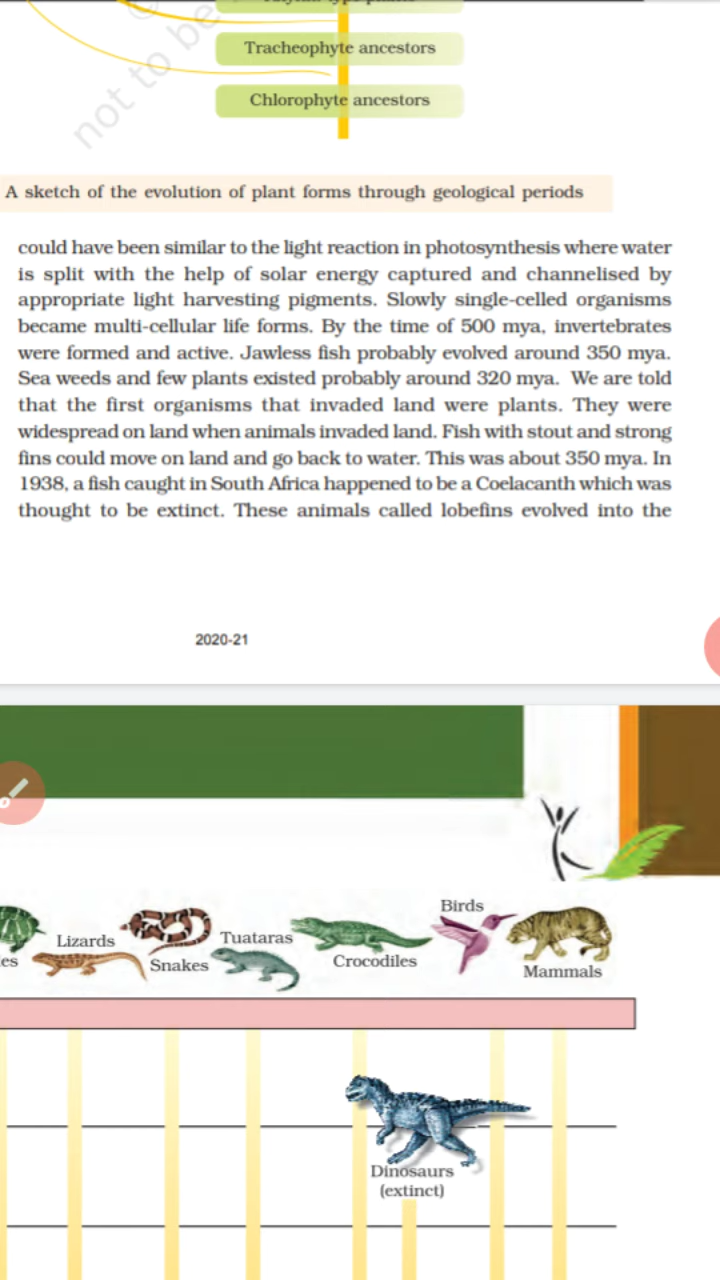 not to be
Tracheophyte ancestors
Chlorophyte ancestors
A sketch of the evolution of plant forms through geological periods
could have been similar to the light reaction in photosynthesis where water
is split with the help of solar energy captured and channelised by
appropriate light harvesting pigments. Slowly single-celled organisms
became multi-cellular life forms. By the time of 500 mya, invertebrates
were formed and active. Jawless fish probably evolved around 350 mya.
Sea weeds and few plants existed probably around 320 mya. We are told
that the first organisms that invaded land were plants. They were
widespread on land when animals invaded land. Fish with stout and strong
fins could move on land and go back to water. This was about 350 mya. In
1938, a fish caught in South Africa happened to be a Coelacanth which was
thought to be extinct. These animals called lobefins evolved into the
2020-21
es
Lizards
Snakes
Tuataras
Crocodiles
Birds
Mammals
Dinosaurs
(extinct)